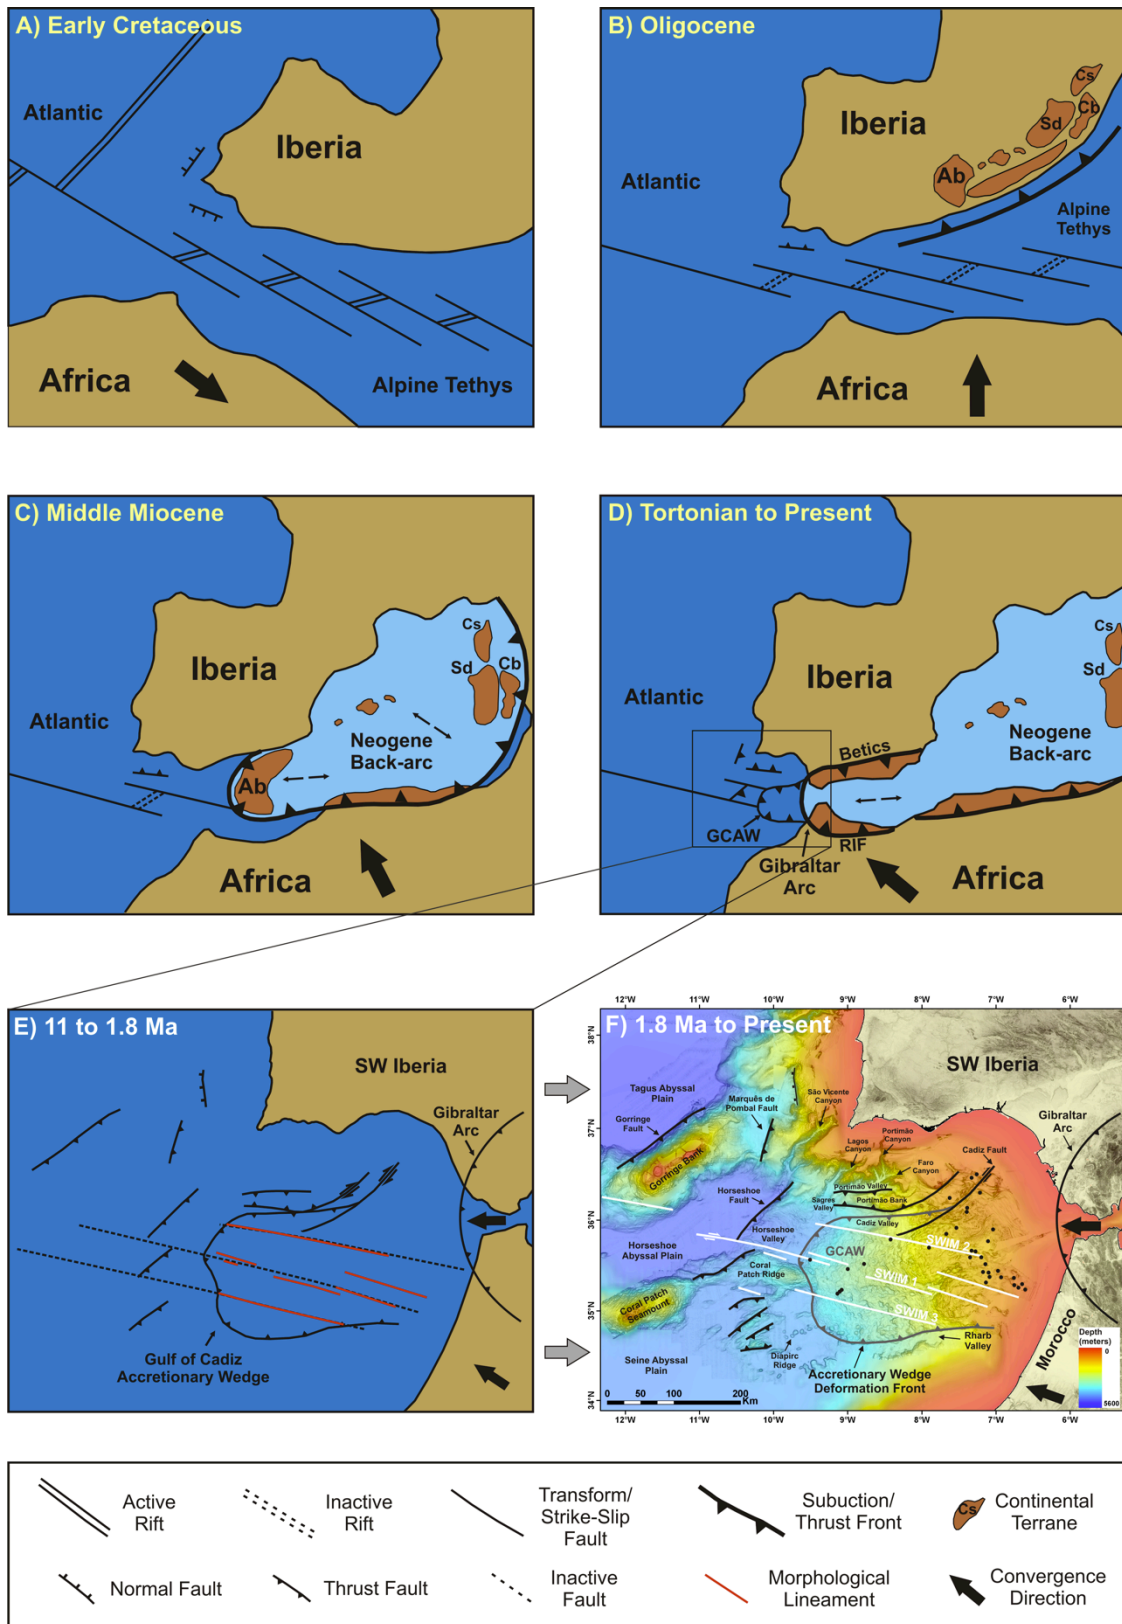 A) Early Cretaceous
Atlantic
Iberia
Africa
Alpine Tethys
B) Oligocene
Cs
Cb
Sd
Iberia
Ab
Atlantic
Alpine
Tethys
Africa
C) Middle Miocene
Cs
Sd
Cb
Iberia
Atlantic
Neogene
Back-arc
Ab
Africa
D) Tortonian to Present
Cs
Sd
Iberia
Atlantic
Neogene
Back-arc
Betics
GCAW
RIF
Gibraltar
Arc
Africa
E) 11 to 1.8 Ma
SW Iberia
Gibraltar
Arc
Gulf of Cadiz
Accretionary Wedge
12°W
11°W
10°W
9°W
8°W
7°W
6°W
F) 1.8 Ma to Present
38°N
37°N
36°N
35°N
34°N
SW Iberia
Tagus Abyssal
Plain
Marquês de
Pombal Fault
São Vicente
Canyon
Gorringe
Fault
Gorringe Bank
Lagos
Canyon
Portimão
Canyon
Faro
Canyon
Cadiz Fault
Gibraltar
Arc
Horseshoe
Fault
Portimão Valley
Sagres
Valley
Portimão Bank
Cadiz Valley
Horseshoe
Valley
Horseshoe
Abyssal Plain
GCAW
SWIM 2
SWIM 1
SWIM 3
Coral
Patch Ridge
Coral Patch
Seamount
Diapirc
Ridge
Seine Abyssal
Plain
Accretionary Wedge
Deformation Front
Rharb
Valley
Morocco
Depth
(meters)
0
5600
0 25 50 100 200
Km
12°W
11°W
10°W
9°W
8°W
7°W
6°W
Active
Rift
Inactive
Rift
Transform/
Strike-Slip
Fault
Subuction/
Thrust Front
Cs
Continental
Terrane
Normal Fault
Thrust Fault
Inactive
Fault
Morphological
Lineament
Convergence
Direction